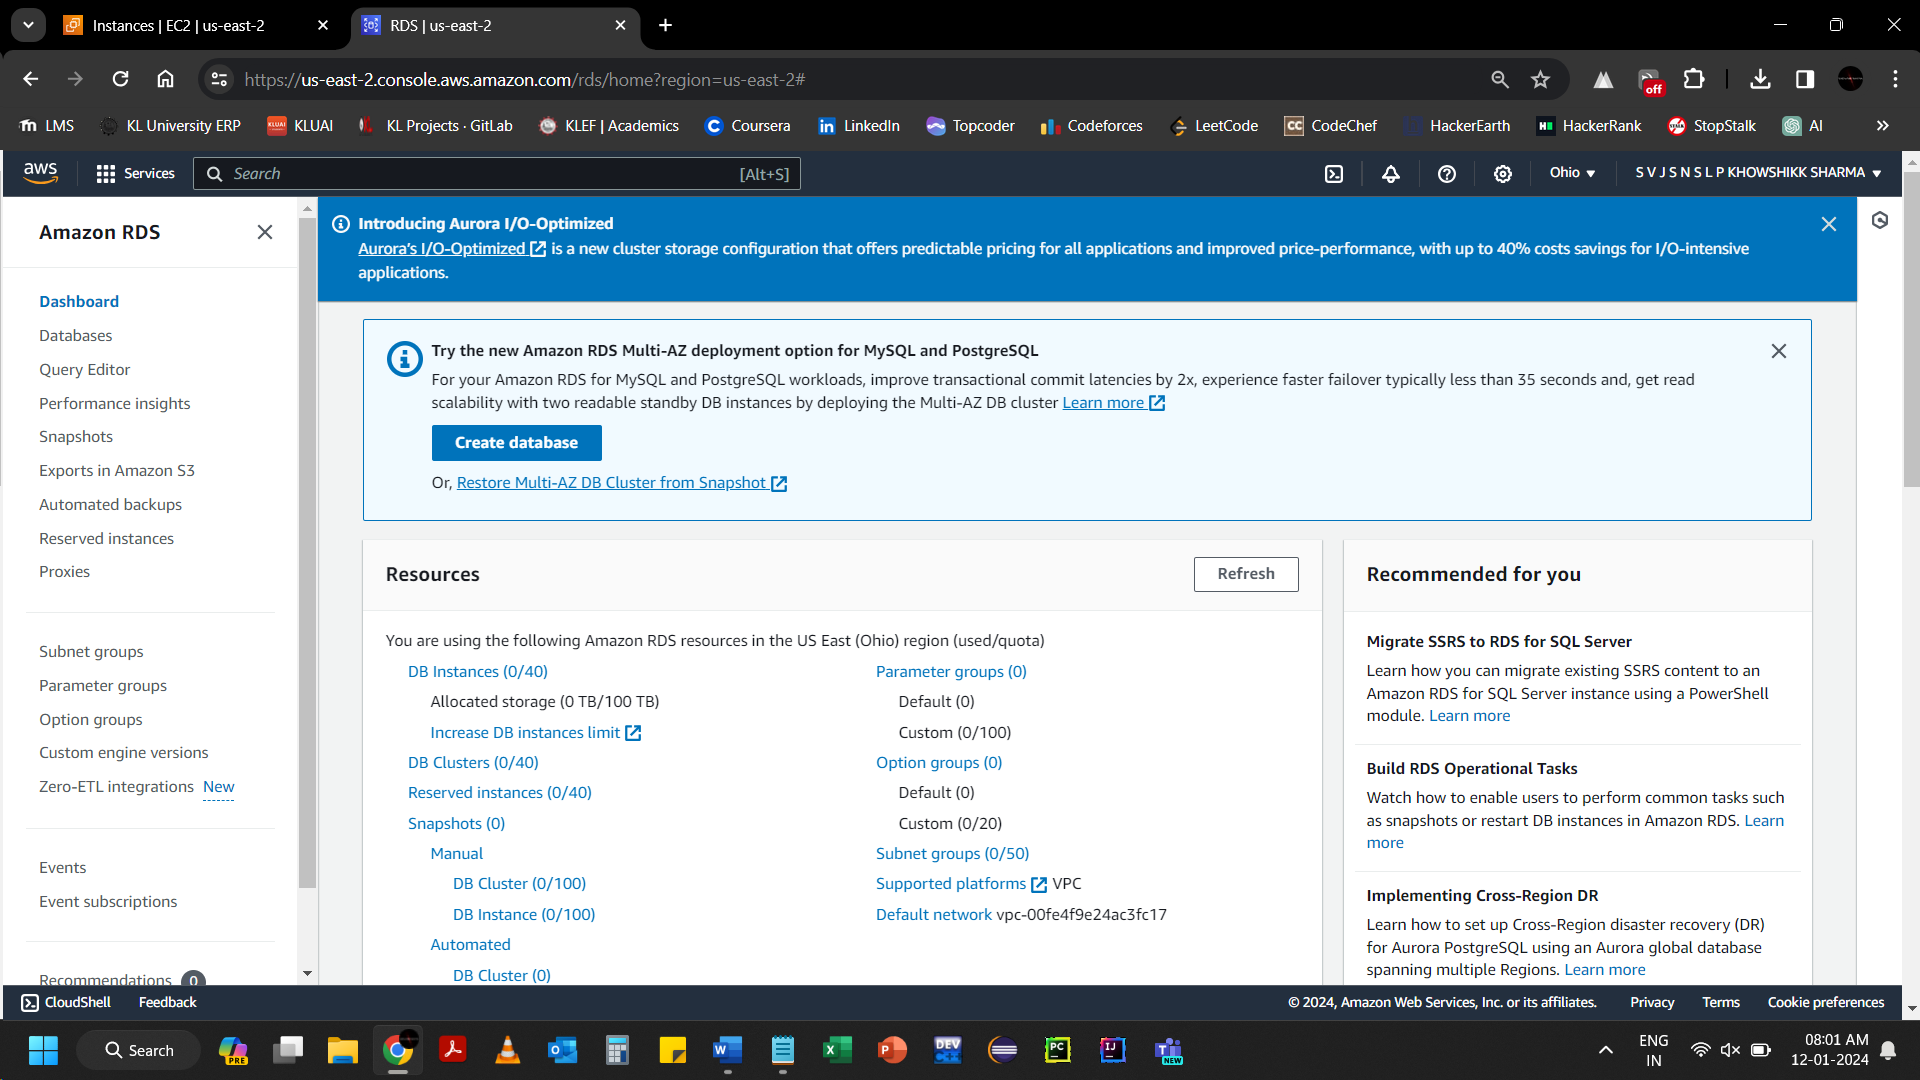 Instances | EC2 | us-east-2
RDS | us-east-2
https://us-east-2.console.aws.amazon.com/rds/home?region=us-east-2#
off
LMS
KL University ERP
KLUAI
KL Projects · GitLab
KLEF | Academics
Coursera
LinkedIn
Topcoder
Codeforces
LeetCode
CodeChef
HackerEarth
HackerRank
StopStalk
AI
aws
Services
Search
[Alt+S]
Ohio
S V J S N S L P KHOWSHIKK SHARMA
Amazon RDS
Dashboard
Databases
Query Editor
Performance insights
Snapshots
Exports in Amazon S3
Automated backups
Reserved instances
Proxies
Subnet groups
Parameter groups
Option groups
Custom engine versions
Zero-ETL integrations New
Events
Event subscriptions
Recommendations 0
Introducing Aurora I/O-Optimized
Aurora's I/O-Optimized is a new cluster storage configuration that offers predictable pricing for all applications and improved price-performance, with up to 40% costs savings for I/O-intensive
applications.
Try the new Amazon RDS Multi-AZ deployment option for MySQL and PostgreSQL
For your Amazon RDS for MySQL and PostgreSQL workloads, improve transactional commit latencies by 2x, experience faster failover typically less than 35 seconds and, get read
scalability with two readable standby DB instances by deploying the Multi-AZ DB cluster Learn more
Create database
Or, Restore Multi-AZ DB Cluster from Snapshot
Resources
Refresh
You are using the following Amazon RDS resources in the US East (Ohio) region (used/quota)
DB Instances (0/40)
Allocated storage (0 TB/100 TB)
Increase DB instances limit
DB Clusters (0/40)
Reserved instances (0/40)
Snapshots (0)
Manual
DB Cluster (0/100)
DB Instance (0/100)
Automated
DB Cluster (0)
Parameter groups (0)
Default (0)
Custom (0/100)
Option groups (0)
Default (0)
Custom (0/20)
Subnet groups (0/50)
Supported platforms VPC
Default network vpc-00fe4f9e24ac3fc17
Recommended for you
Migrate SSRS to RDS for SQL Server
Learn how you can migrate existing SSRS content to an
Amazon RDS for SQL Server instance using a PowerShell
module. Learn more
Build RDS Operational Tasks
Watch how to enable users to perform common tasks such
as snapshots or restart DB instances in Amazon RDS. Learn
more
Implementing Cross-Region DR
Learn how to set up Cross-Region disaster recovery (DR)
for Aurora PostgreSQL using an Aurora global database
spanning multiple Regions. Learn more
CloudShell
Feedback
© 2024, Amazon Web Services, Inc. or its affiliates.
Privacy
Terms
Cookie preferences
Search
PRE
DEV
PC
IJ
NEW
ENG
IN
08:01 AM
12-01-2024